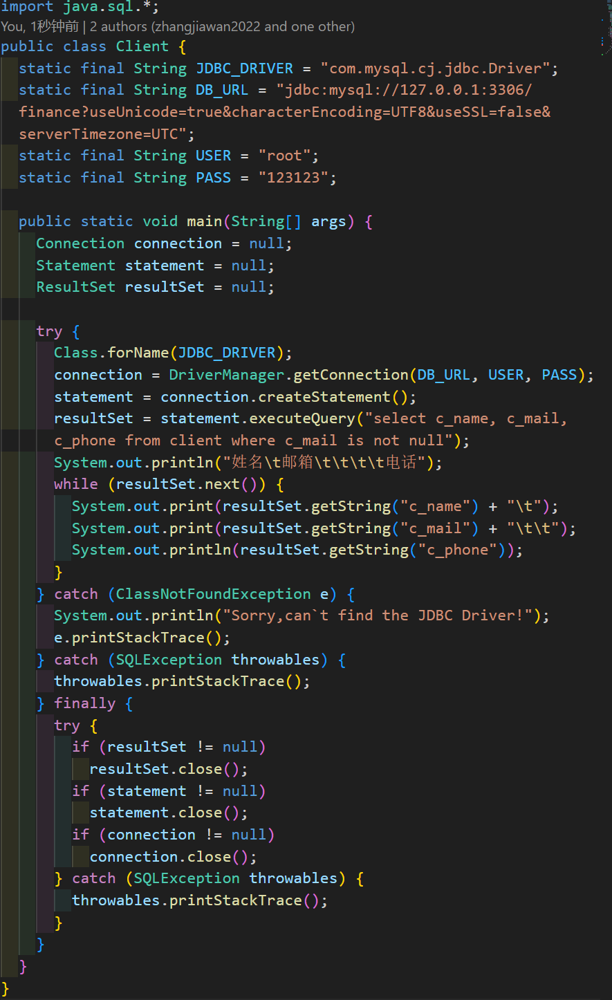 import java.sql.*;
You, 1秒钟前 | 2 authors (zhangjiawan2022 and one other)
public class Client {
static final String JDBC_DRIVER = "com.mysql.cj.jdbc.Driver";
static final String DB_URL = "jdbc:mysql://127.0.0.1:3306/
finance?useUnicode=true&characterEncoding=UTF8&useSSL=false&
serverTimezone=UTC";
static final String USER = "root";
static final String PASS = "123123";
public static void main(String[] args) {
Connection connection = null;
Statement statement = null;
ResultSet resultSet = null;
try {
Class.forName(JDBC_DRIVER);
connection = DriverManager.getConnection(DB_URL, USER, PASS);
statement = connection.createStatement();
resultSet = statement.executeQuery("select c_name, c_mail,
c_phone from client where c_mail is not null");
System.out.println("姓名\t邮箱\t\t\t\t电话");
while (resultSet.next()) {
System.out.print(resultSet.getString("c_name") + "\t");
System.out.print(resultSet.getString("c_mail") + "\t\t");
System.out.println(resultSet.getString("c_phone"));
}
} catch (ClassNotFoundException e) {
System.out.println("Sorry,can`t find the JDBC Driver!");
e.printStackTrace();
} catch (SQLException throwables) {
throwables.printStackTrace();
} finally {
try {
if (resultSet != null)
resultSet.close();
if (statement != null)
statement.close();
if (connection != null)
connection.close();
} catch (SQLException throwables) {
throwables.printStackTrace();
}
}
}
}